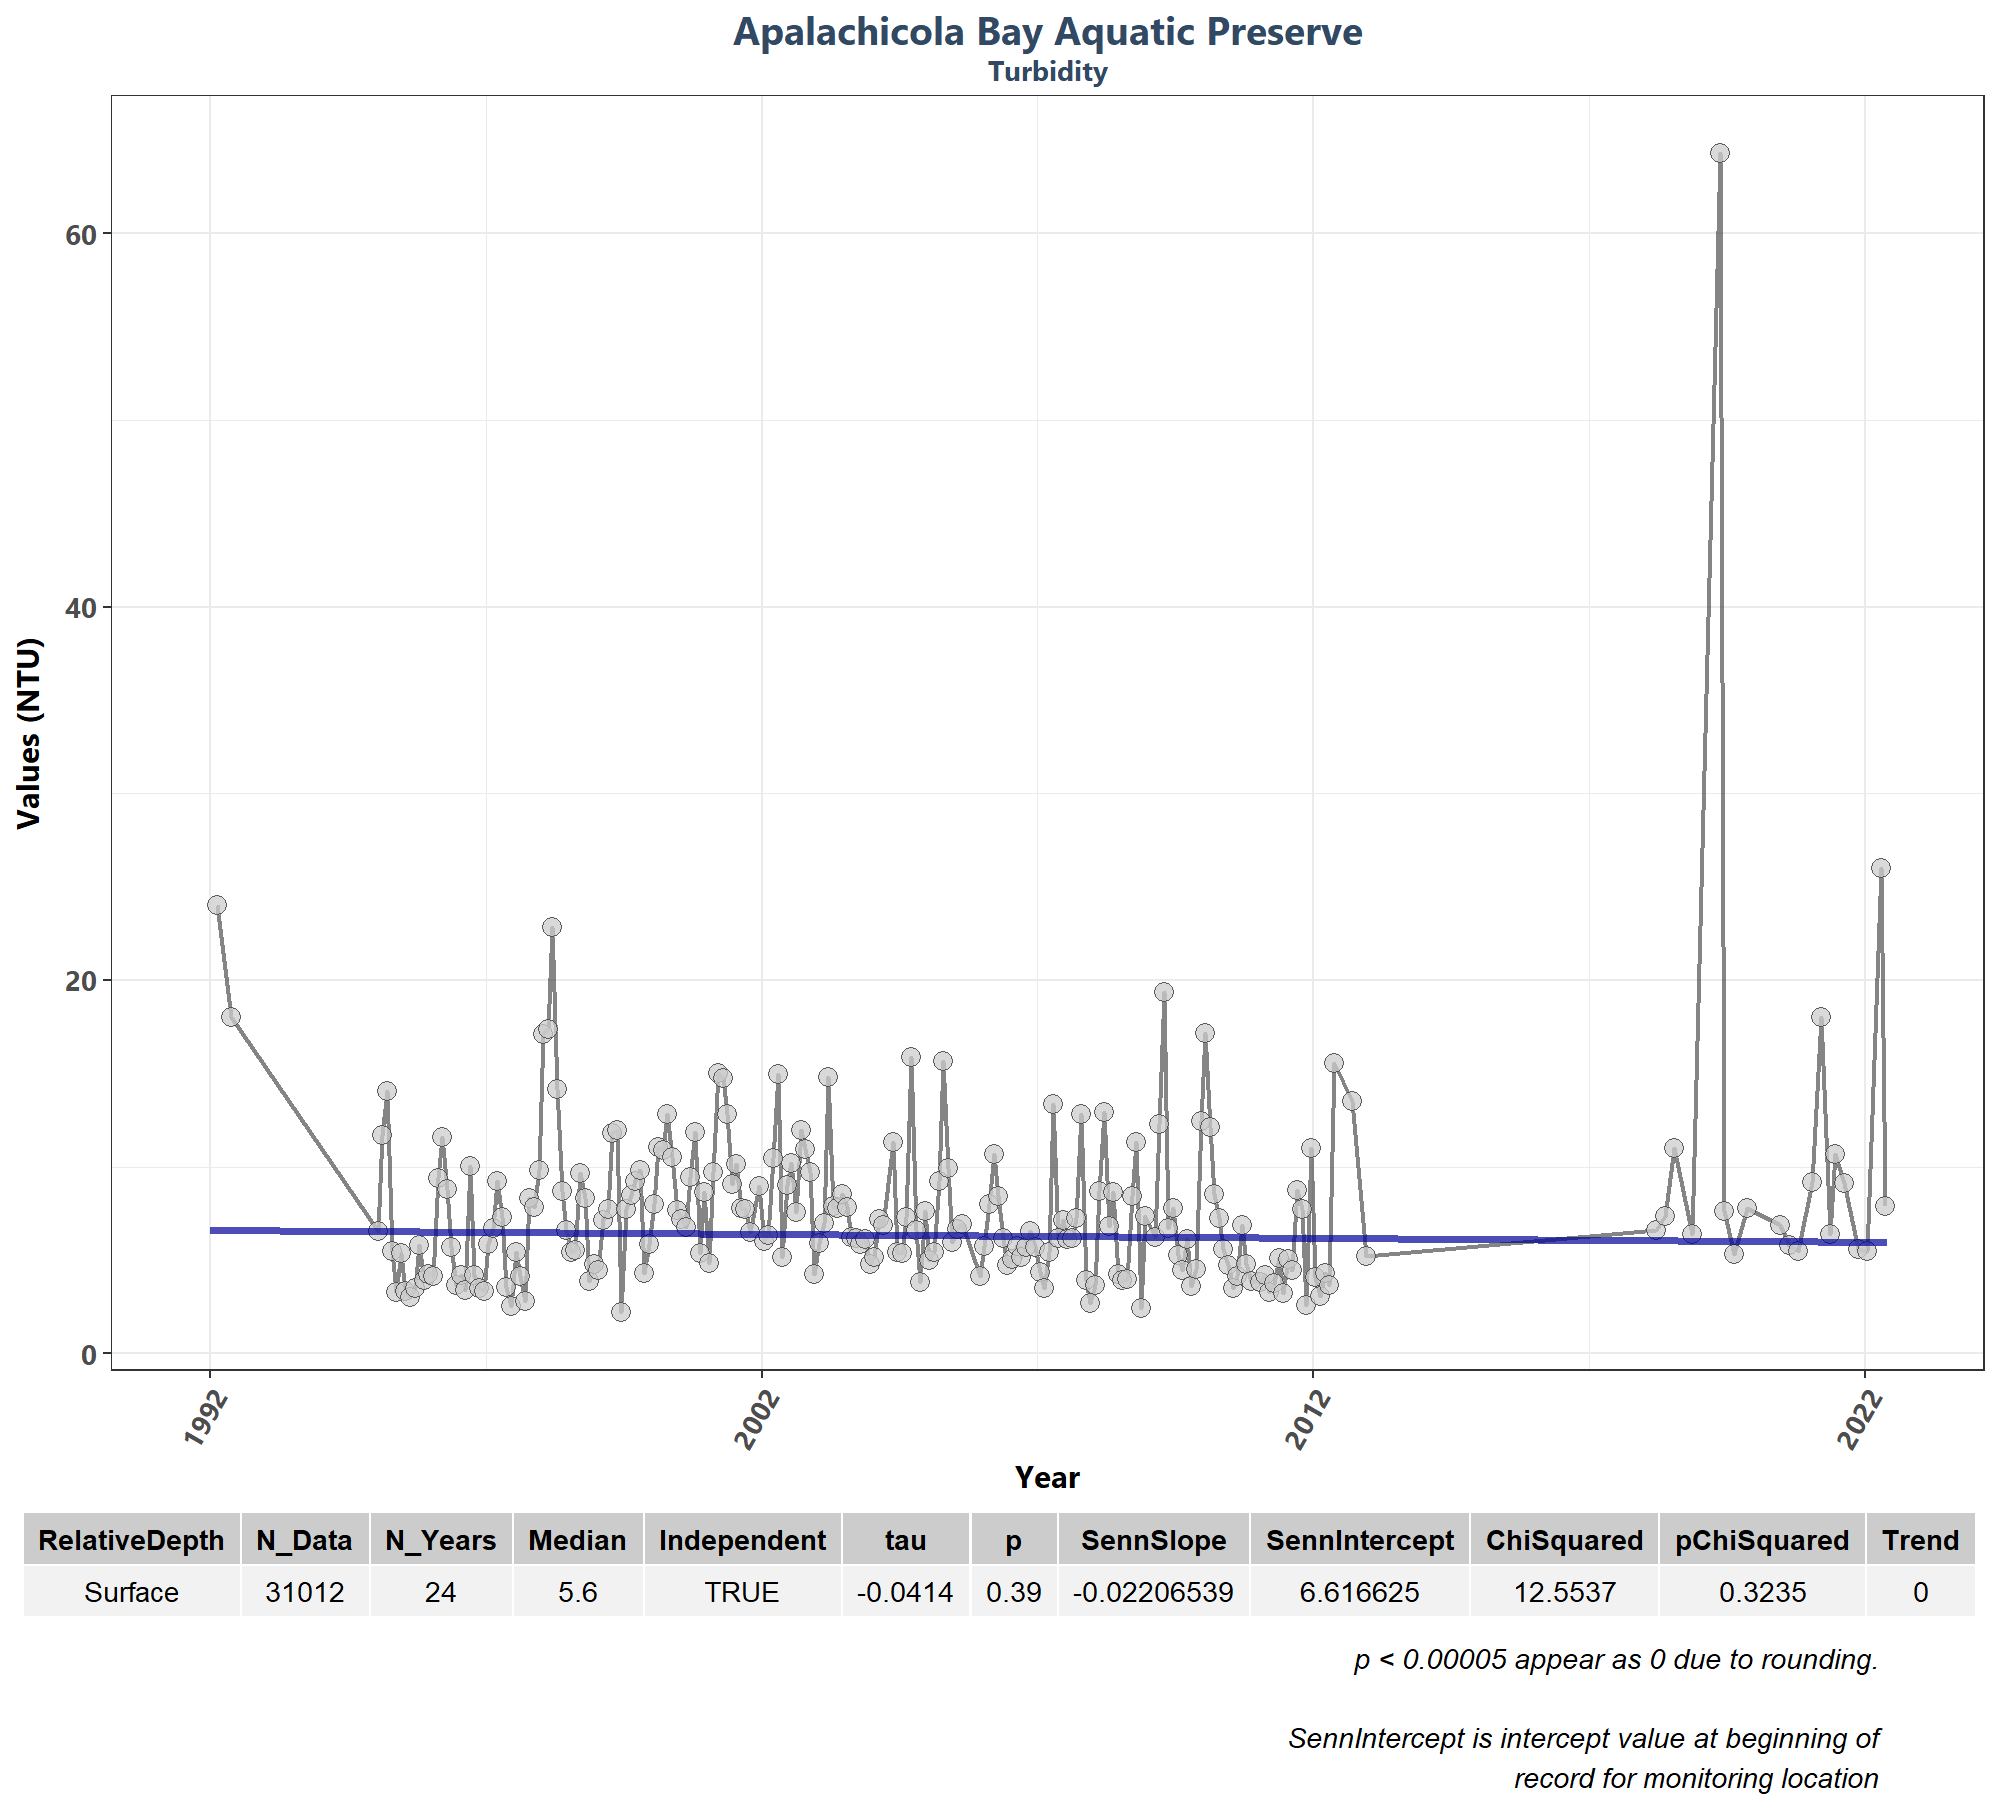 Apalachicola Bay Aquatic Preserve
Turbidity
Values (NTU)
60
40
20
0
1992 2002 2012 2022
Year
RelativeDepth N_Data N_Years Median Independent tau p SennSlope SennIntercept ChiSquared pChiSquared Trend
Surface 31012 24 5.6 TRUE -0.0414 0.39 -0.02206539 6.616625 12.5537 0.3235 0
p < 0.00005 appear as 0 due to rounding.
SennIntercept is intercept value at beginning of
record for monitoring location